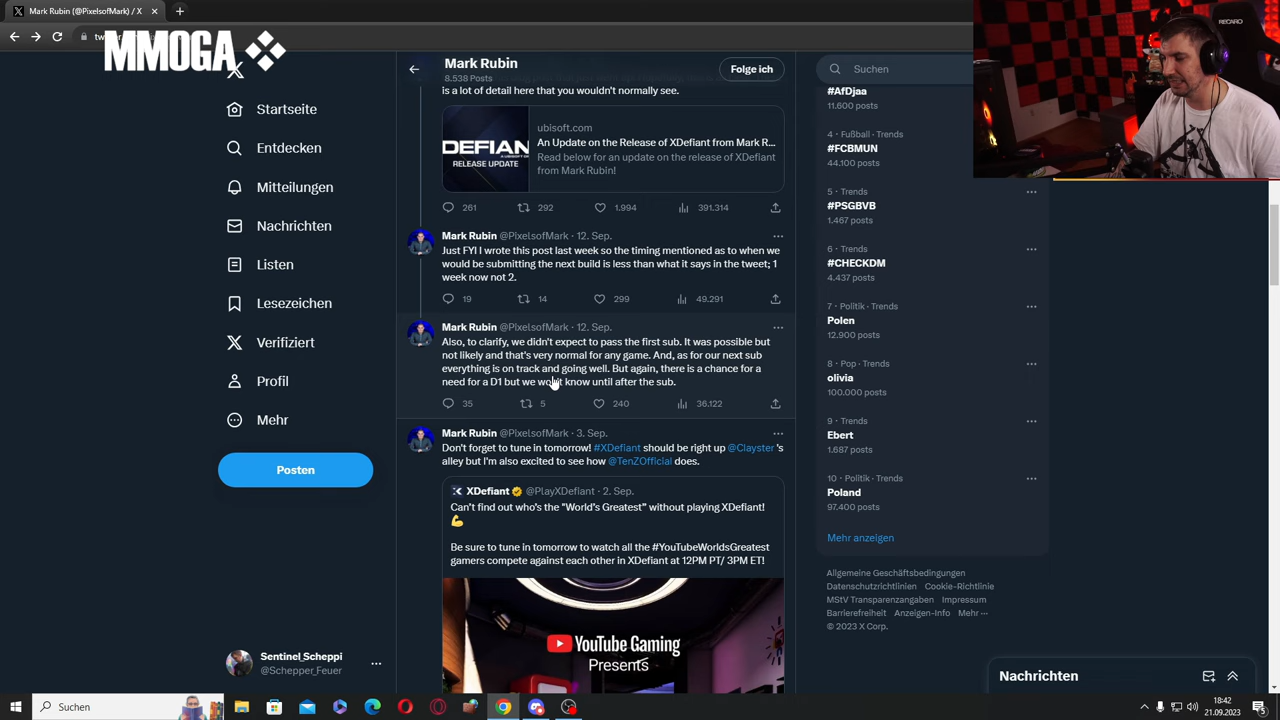 Mark Rubin (@PixelsofMark) / X
MMOGA
Mark Rubin
8.538 Posts
Folge ich
Suchen
RECARO
is a lot of detail here that you wouldn't normally see.
DEFIAN
RELEASE UPDATE
ubisoft.com
An Update on the Release of XDefiant from Mark R...
Read below for an update on the release of XDefiant
from Mark Rubin!
261 292 1.994 391.314
Mark Rubin @PixelsofMark · 12. Sep.
Just FYI I wrote this post last week so the timing mentioned as to when we
would be submitting the next build is less than what it says in the tweet; 1
week now not 2.
19 14 299 49.291
Mark Rubin @PixelsofMark · 12. Sep.
Also, to clarify, we didn't expect to pass the first sub. It was possible but
not likely and that's very normal for any game. And, as for our next sub
everything is on track and going well. But again, there is a chance for a
need for a D1 but we won't know until after the sub.
35 5 240 36.122
Mark Rubin @PixelsofMark · 3. Sep.
Don't forget to tune in tomorrow! #XDefiant should be right up @Clayster 's
alley but I'm also excited to see how @TenZOfficial does.
XDefiant @PlayXDefiant · 2. Sep.
Can't find out who's the "World's Greatest" without playing XDefiant!
💪
Be sure to tune in tomorrow to watch all the #YouTubeWorldsGreatest
gamers compete against each other in XDefiant at 12PM PT/ 3PM ET!
YouTube Gaming
Presents
Startseite
Entdecken
Mitteilungen
Nachrichten
Listen
Lesezeichen
Verifiziert
Profil
Mehr
Posten
Sentinel_Scheppi
@Schepper_Feuer
#AfDjaa
11.600 posts
4 · Fußball · Trends
#FCBMUN
44.100 posts
5 · Trends
#PSGBVB
1.467 posts
6 · Trends
#CHECKDM
4.437 posts
7 · Politik · Trends
Polen
12.900 posts
8 · Pop · Trends
olivia
100.000 posts
9 · Trends
Ebert
1.687 posts
10 · Politik · Trends
Poland
97.400 posts
Mehr anzeigen
Allgemeine Geschäftsbedingungen
Datenschutzrichtlinien Cookie-Richtlinie
MStV Transparenzangaben Impressum
Barrierefreiheit Anzeigen-Info Mehr ···
© 2023 X Corp.
Nachrichten
Suchen
18:42
21.09.2023
5